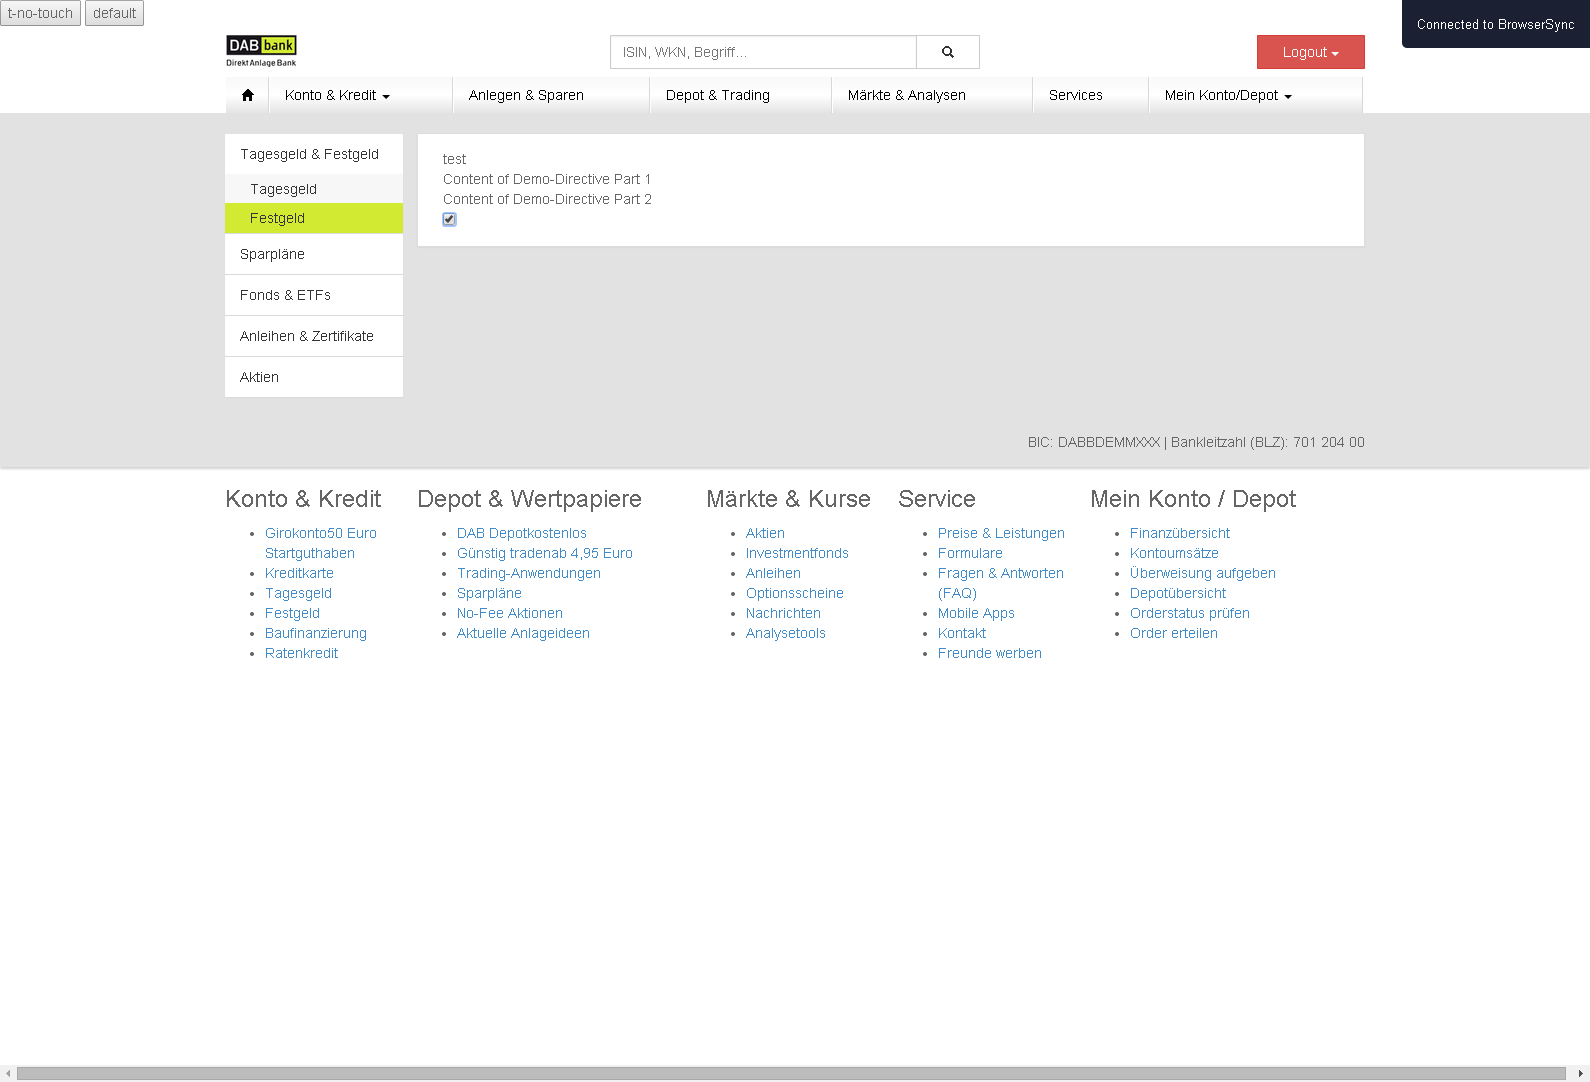 t-no-touch default
Connected to BrowserSync
DAB bank
Direkt Anlage Bank
ISIN, WKN, Begriff...
Logout
Konto & Kredit Anlegen & Sparen Depot & Trading Märkte & Analysen Services Mein Konto/Depot
Tagesgeld & Festgeld
Tagesgeld
Festgeld
Sparpläne
Fonds & ETFs
Anleihen & Zertifikate
Aktien
test
Content of Demo-Directive Part 1
Content of Demo-Directive Part 2
BIC: DABBDEMMXXX | Bankleitzahl (BLZ): 701 204 00
Konto & Kredit
Girokonto50 Euro
Startguthaben
Kreditkarte
Tagesgeld
Festgeld
Baufinanzierung
Ratenkredit
Depot & Wertpapiere
DAB Depotkostenlos
Günstig tradenab 4,95 Euro
Trading-Anwendungen
Sparpläne
No-Fee Aktionen
Aktuelle Anlageideen
Märkte & Kurse
Aktien
Investmentfonds
Anleihen
Optionsscheine
Nachrichten
Analysetools
Service
Preise & Leistungen
Formulare
Fragen & Antworten
(FAQ)
Mobile Apps
Kontakt
Freunde werben
Mein Konto / Depot
Finanzübersicht
Kontoumsätze
Überweisung aufgeben
Depotübersicht
Orderstatus prüfen
Order erteilen